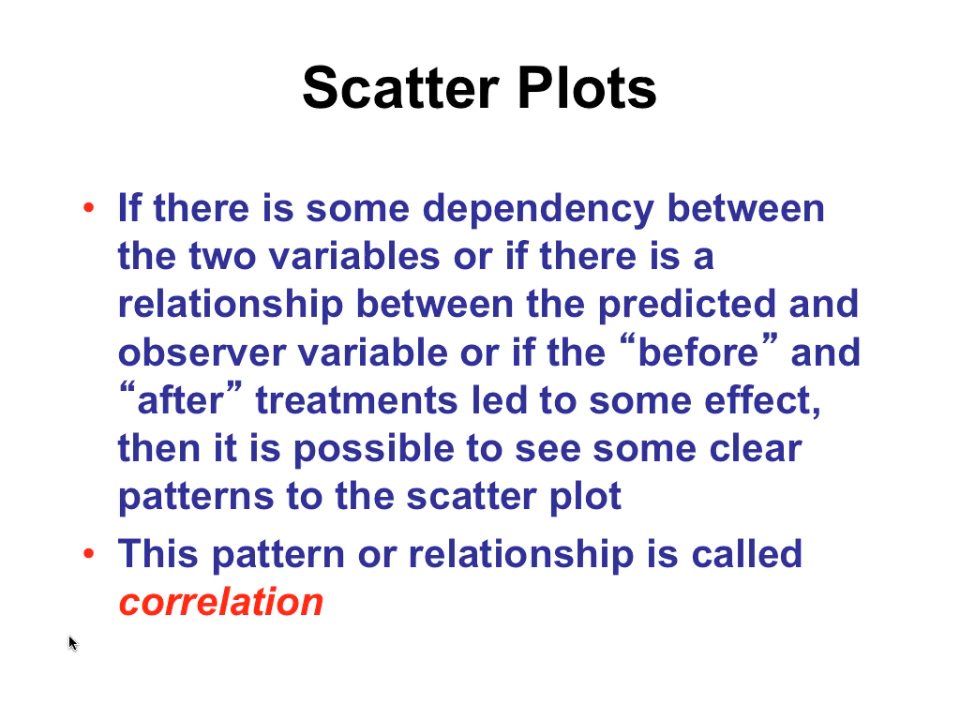 Scatter Plots
• If there is some dependency between
the two variables or if there is a
relationship between the predicted and
observer variable or if the “before” and
“after” treatments led to some effect,
then it is possible to see some clear
patterns to the scatter plot
• This pattern or relationship is called
correlation